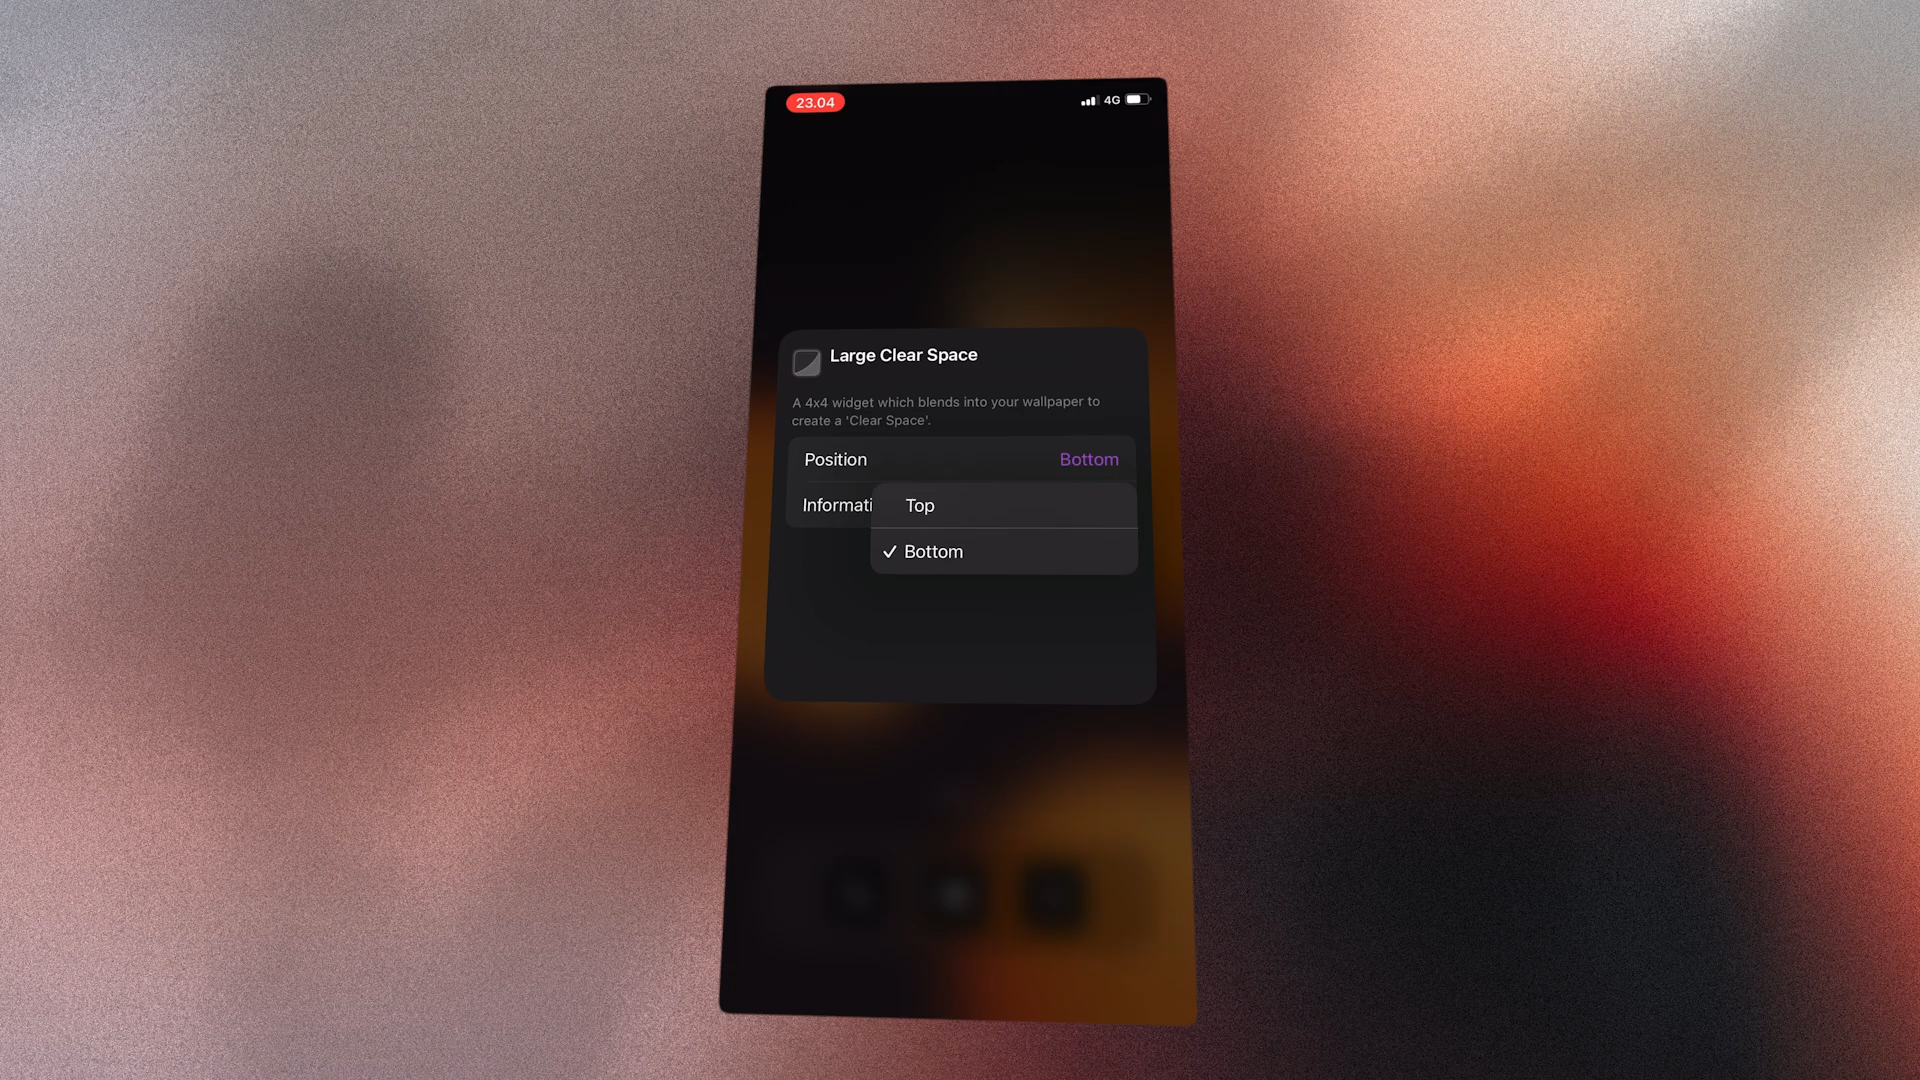 23.04
4G
Large Clear Space
A 4x4 widget which blends into your wallpaper to
create a 'Clear Space'.
Position Bottom
Informati
Top
✓ Bottom